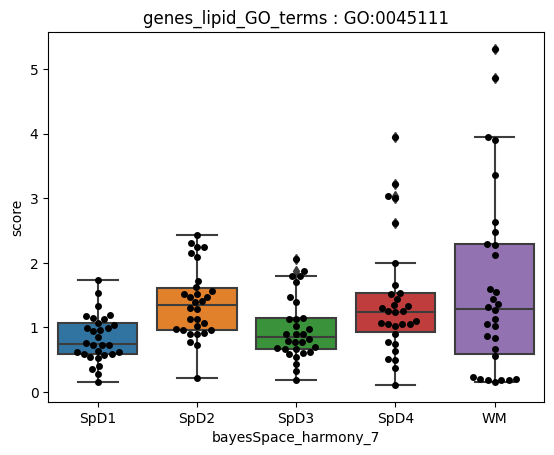 genes_lipid_GO_terms : GO:0045111
5
4
3
2
1
0
score
SpD1 SpD2 SpD3 SpD4 WM
bayesSpace_harmony_7